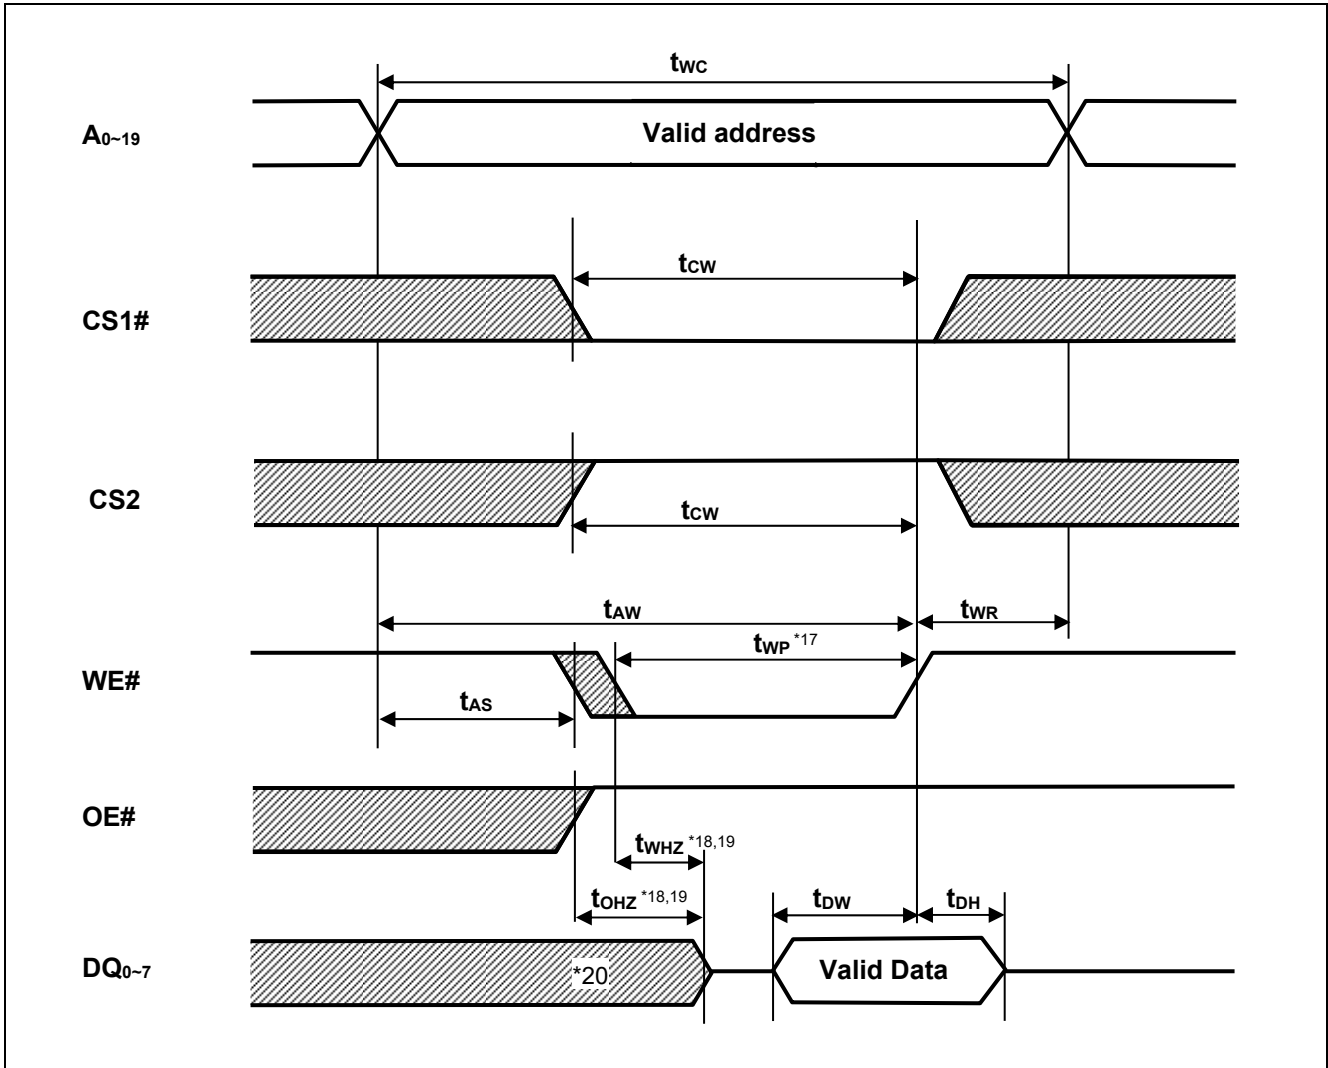 tWC
A0~19
Valid address
tCW
CS1#
CS2
tCW
tAW
tWR
tWP *17
WE#
tAS
OE#
tWHZ *18,19
tOHZ *18,19
tDW
tDH
DQ0~7
*20
Valid Data